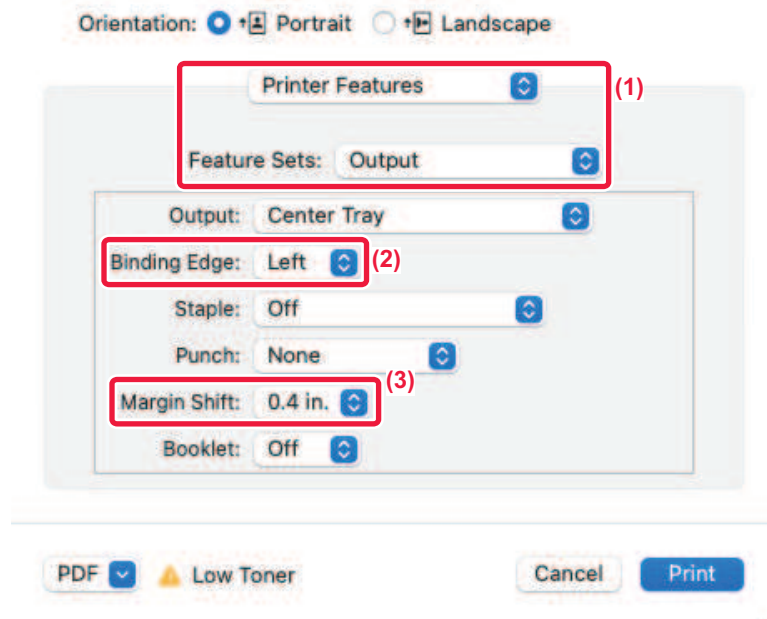 Orientation: Portrait Landscape
Printer Features
(1)
Feature Sets: Output
Output: Center Tray
Binding Edge: Left
(2)
Staple: Off
Punch: None
(3)
Margin Shift: 0.4 in.
Booklet: Off
PDF Low Toner Cancel Print